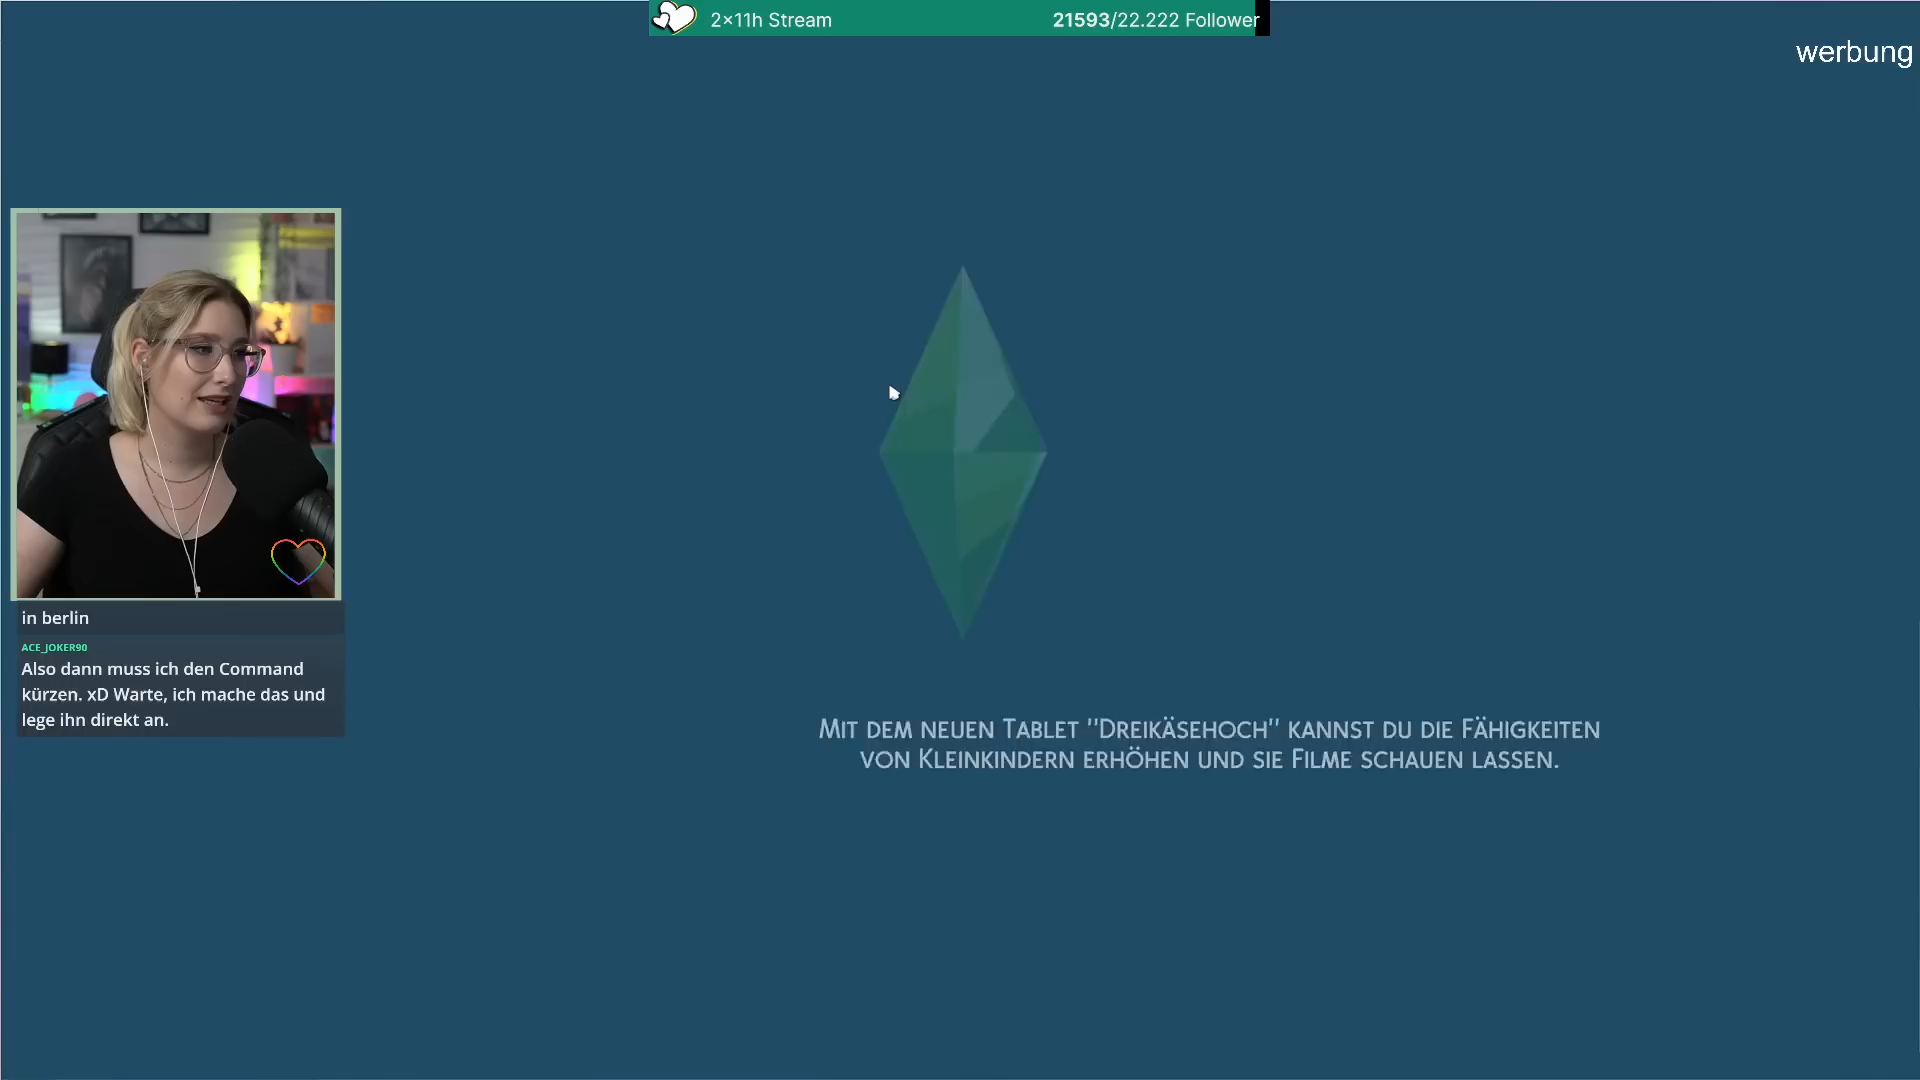 2x11h Stream
21593/22.222 Follower
werbung
in berlin
ACE_JOKER90
Also dann muss ich den Command
kürzen. xD Warte, ich mache das und
lege ihn direkt an.
Mit dem neuen Tablet "Dreikäsehoch" kannst du die Fähigkeiten
von Kleinkindern erhöhen und sie Filme schauen lassen.